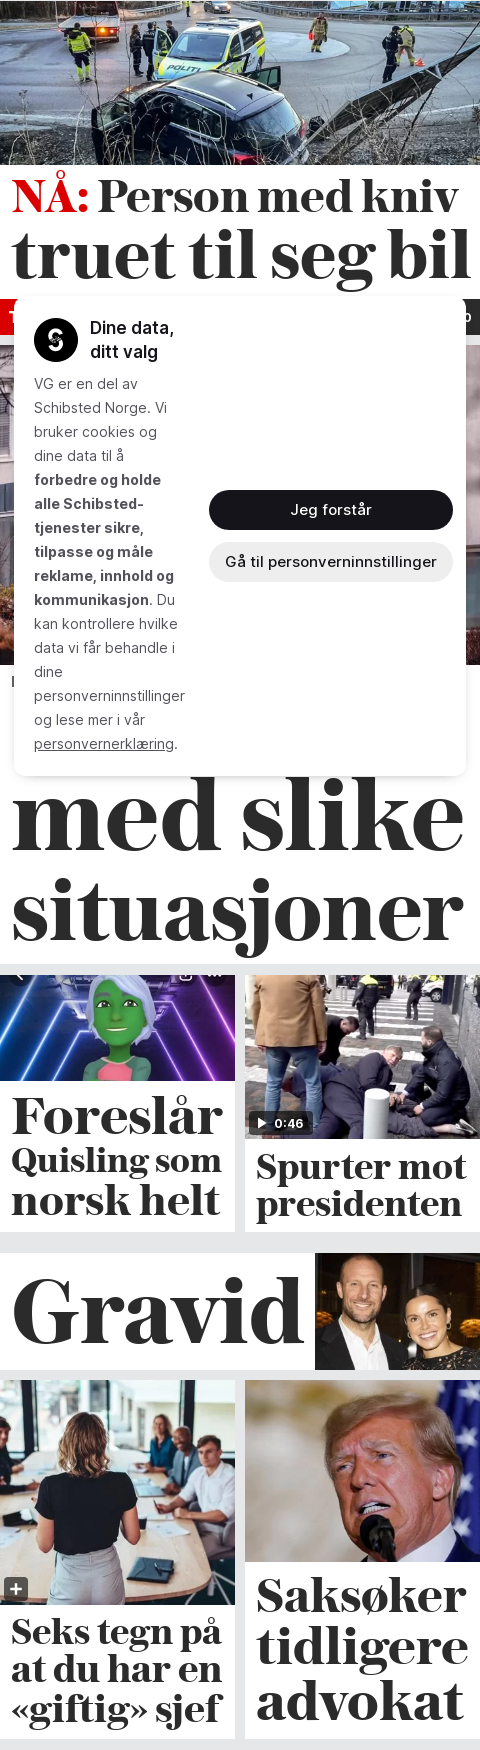 POLITI
NÅ: Person med kniv
truet til seg bil
Dine data,
ditt valg
VG er en del av
Schibsted Norge. Vi
bruker cookies og
dine data til å
forbedre og holde
alle Schibsted-
tjenester sikre,
tilpasse og måle
reklame, innhold og
kommunikasjon. Du
kan kontrollere hvilke
data vi får behandle i
dine
personverninnstillinger
og lese mer i vår
personvernerklæring.
Jeg forstår
Gå til personverninnstillinger
med slike
situasjoner
Foreslår
Quisling som
norsk helt
0:46
Spurter mot
presidenten
Gravid
Seks tegn på
at du har en
«giftig» sjef
Saksøker
tidligere
advokat